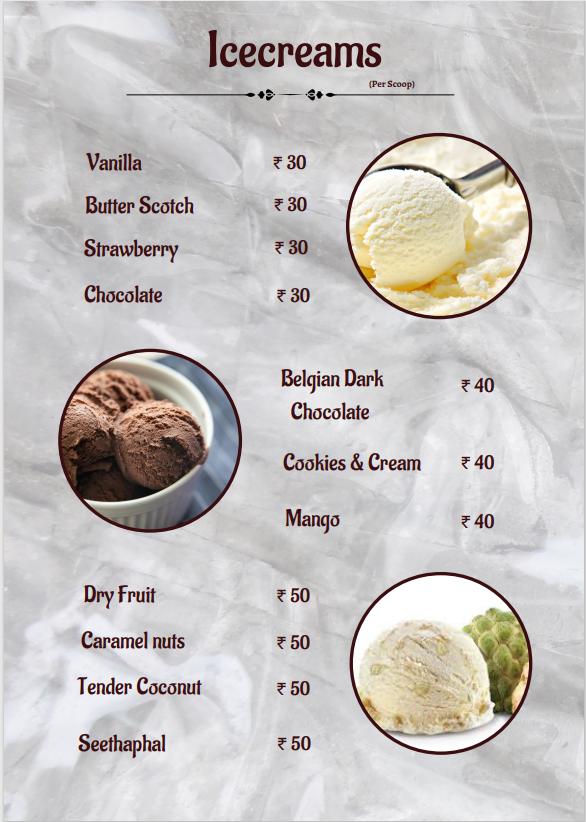 Icecreams
(Per Scoop)
Vanilla ₹ 30
Butter Scotch ₹ 30
Strawberry ₹ 30
Chocolate ₹ 30
Belgian Dark ₹ 40
Chocolate
Cookies & Cream ₹ 40
Mango ₹ 40
Dry Fruit ₹ 50
Caramel nuts ₹ 50
Tender Coconut ₹ 50
Seethaphal ₹ 50